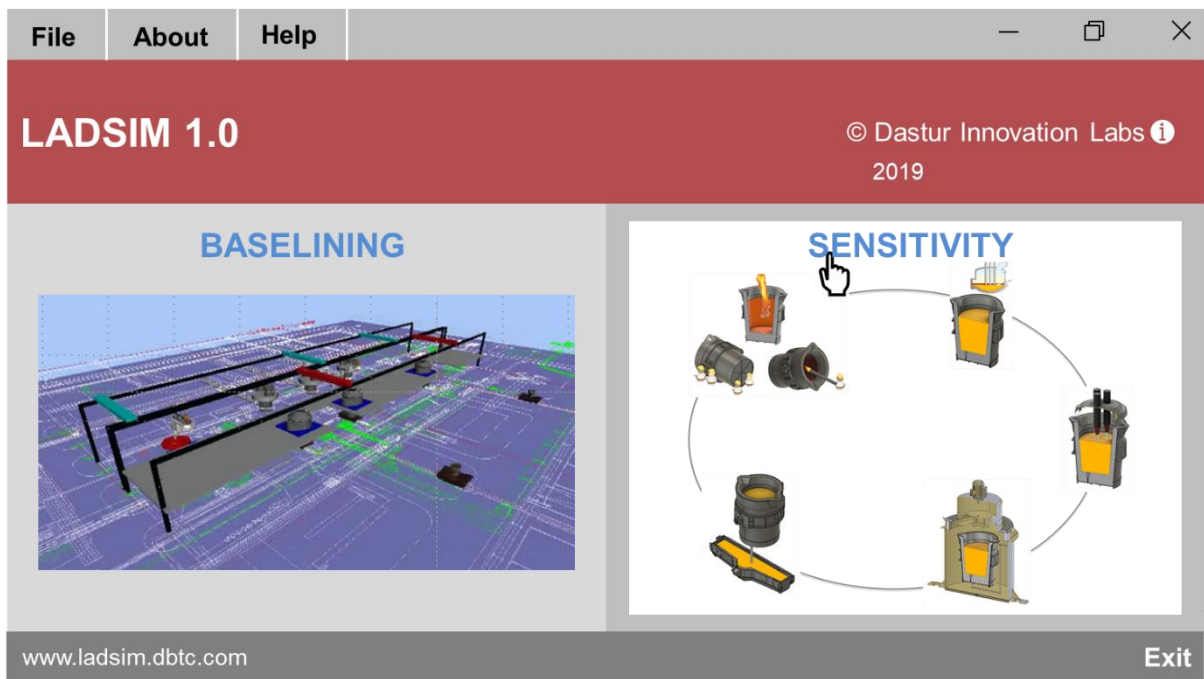 File About Help
LADSIM 1.0
© Dastur Innovation Labs
2019
BASELINING
SENSITIVITY
www.ladsim.dbtc.com
Exit